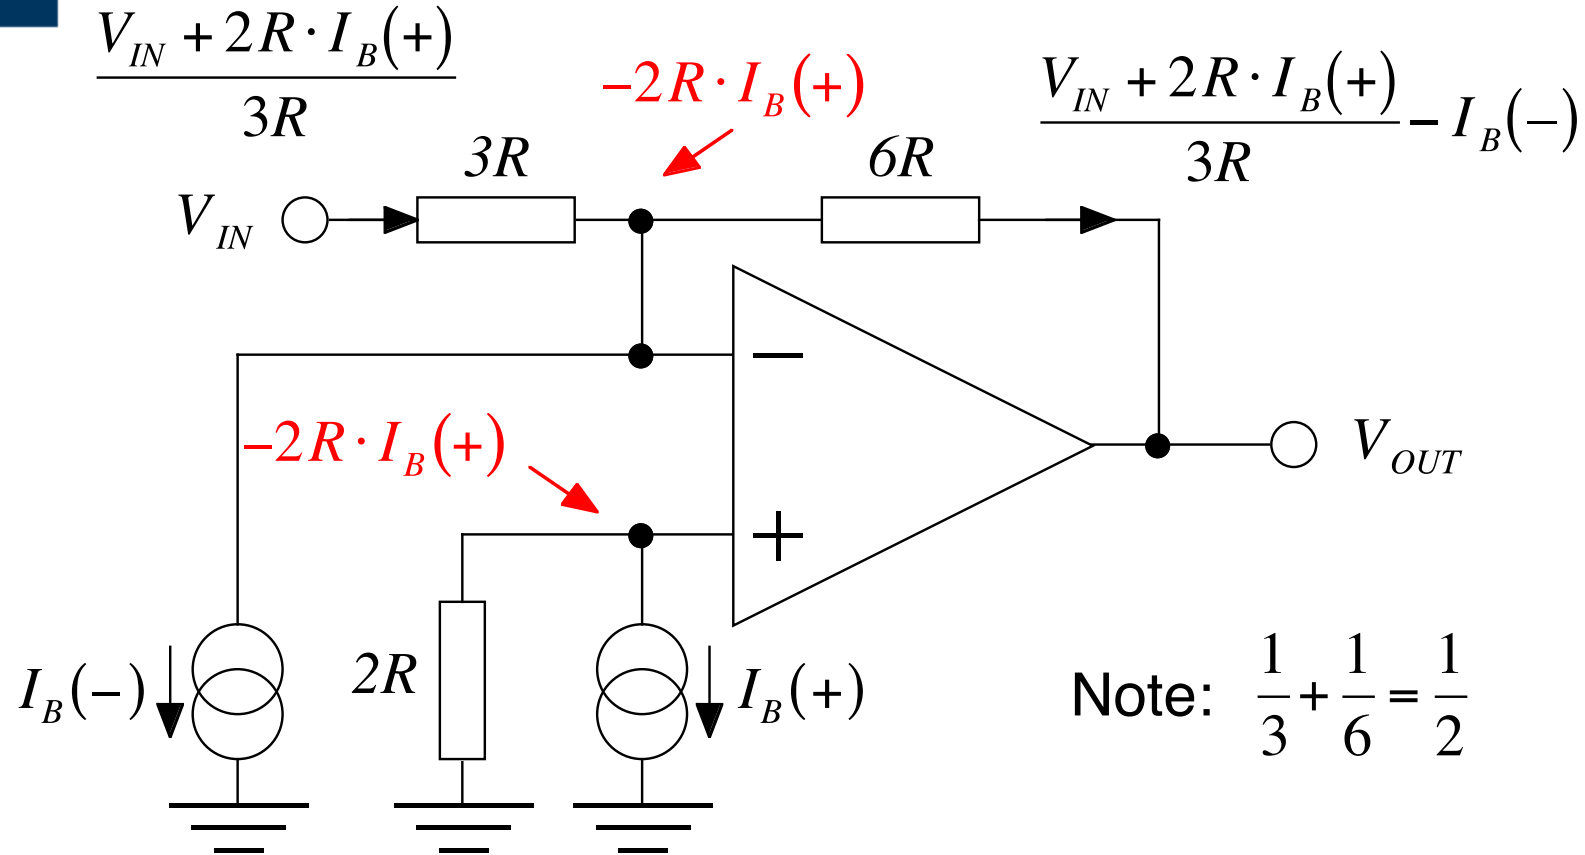 V_IN + 2R · I_B(+)
3R
−2R · I_B(+)
V_IN + 2R · I_B(+)
3R
− I_B(−)
3R
6R
V_IN
−
−2R · I_B(+)
+
V_OUT
I_B(−)
2R
I_B(+)
Note: 1/3 + 1/6 = 1/2